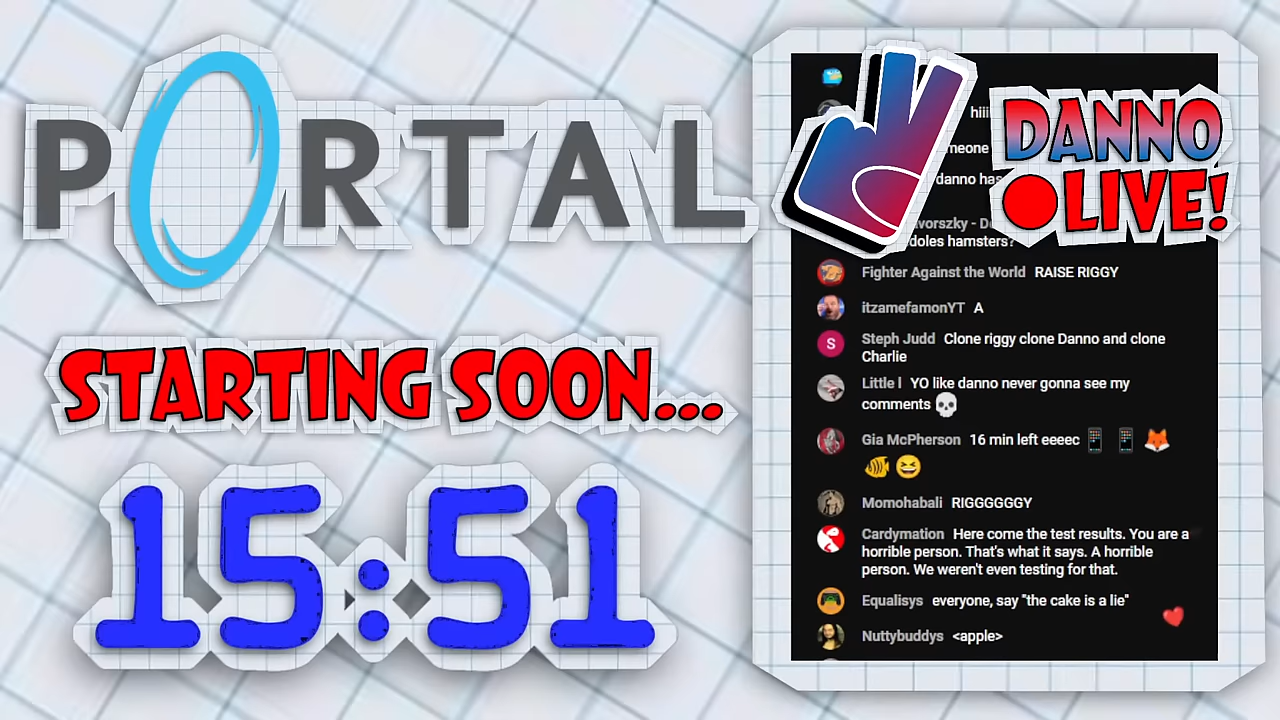 PORTAL
STARTING SOON...
15:51
DANNO
LIVE!
hiii
meone
danno has
avorszky - Do
doles hamsters?
Fighter Against the World RAISE RIGGY
itzamefamonYT A
S Steph Judd Clone riggy clone Danno and clone
Charlie
Little l YO like danno never gonna see my
comments 💀
Gia McPherson 16 min left eeeec 📱 📱 🦊
🐠 😆
Momohabali RIGGGGGGY
Cardymation Here come the test results. You are a
horrible person. That's what it says. A horrible
person. We weren't even testing for that.
Equalisys everyone, say "the cake is a lie"
Nuttybuddys <apple>